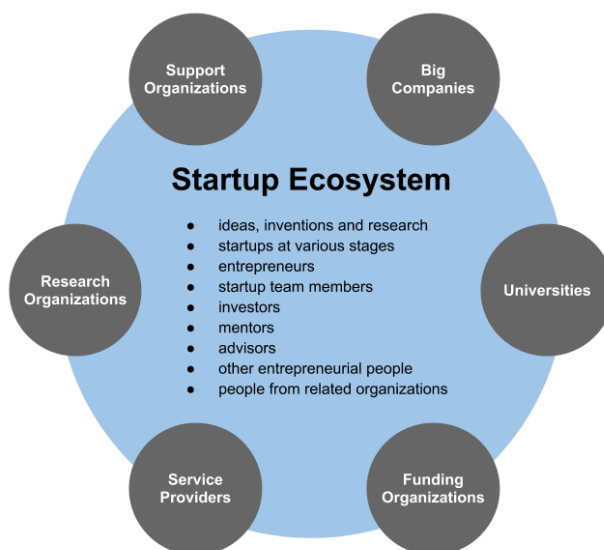 Support
Organizations
Big
Companies
Startup Ecosystem
● ideas, inventions and research
● startups at various stages
● entrepreneurs
● startup team members
● investors
● mentors
● advisors
● other entrepreneurial people
● people from related organizations
Research
Organizations
Universities
Service
Providers
Funding
Organizations